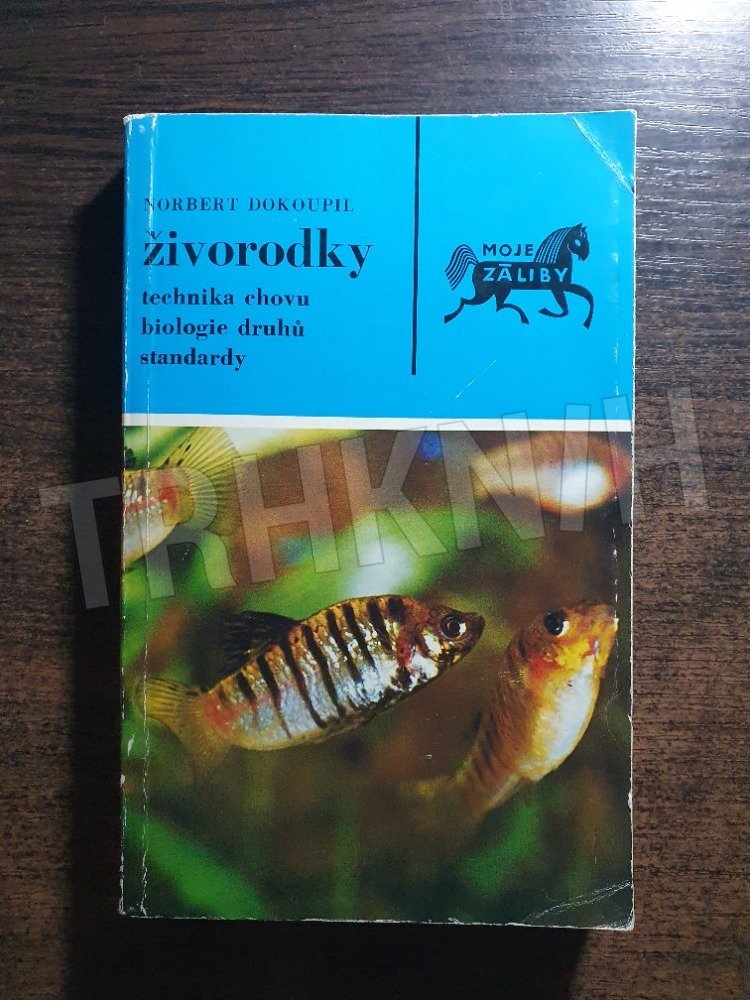 NORBERT DOKOUPIL
živorodky
technika chovu
biologie druhů
standardy
MOJE
ZÁLIBY
TRHKNIH